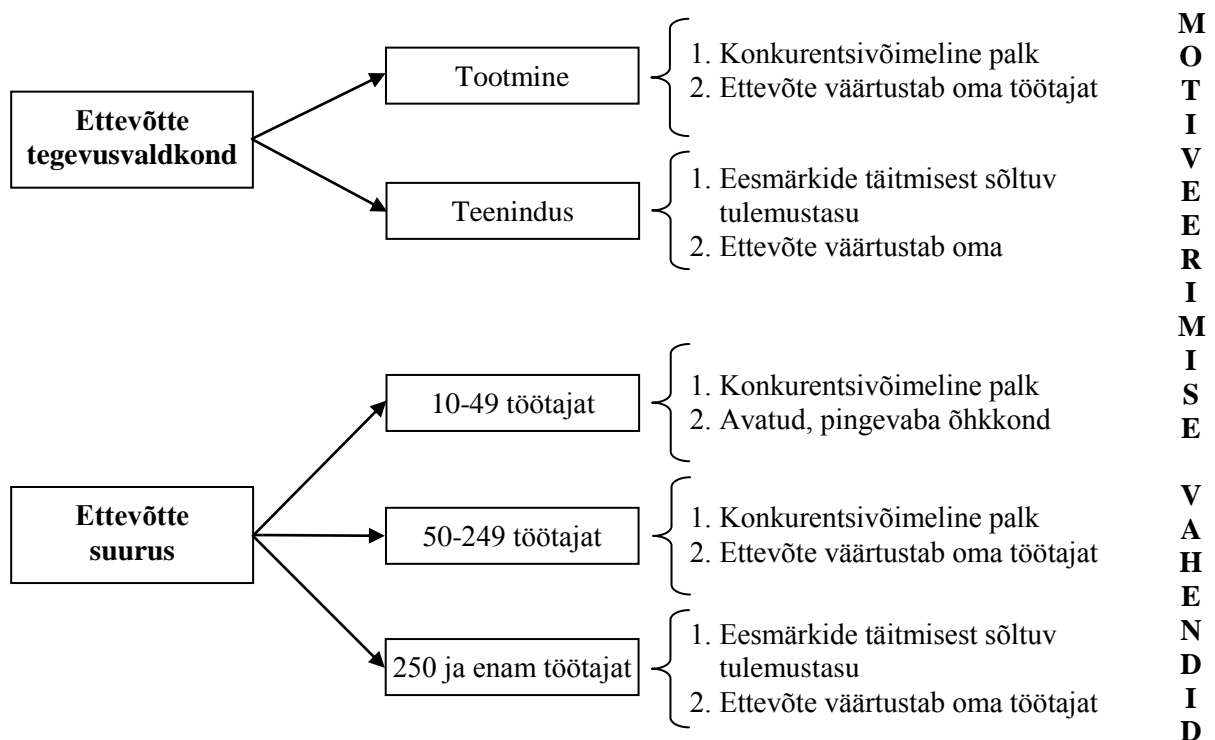 Ettevõtte
tegevusvaldkond
Tootmine
1. Konkurentsivõimeline palk
2. Ettevõte väärtustab oma töötajat
Teenindus
1. Eesmärkide täitmisest sõltuv
tulemustasu
2. Ettevõte väärtustab oma
Ettevõtte
suurus
10-49 töötajat
1. Konkurentsivõimeline palk
2. Avatud, pingevaba õhkkond
50-249 töötajat
1. Konkurentsivõimeline palk
2. Ettevõte väärtustab oma töötajat
250 ja enam töötajat
1. Eesmärkide täitmisest sõltuv
tulemustasu
2. Ettevõte väärtustab oma töötajat
MOTIVEERIMISE VAHENDID